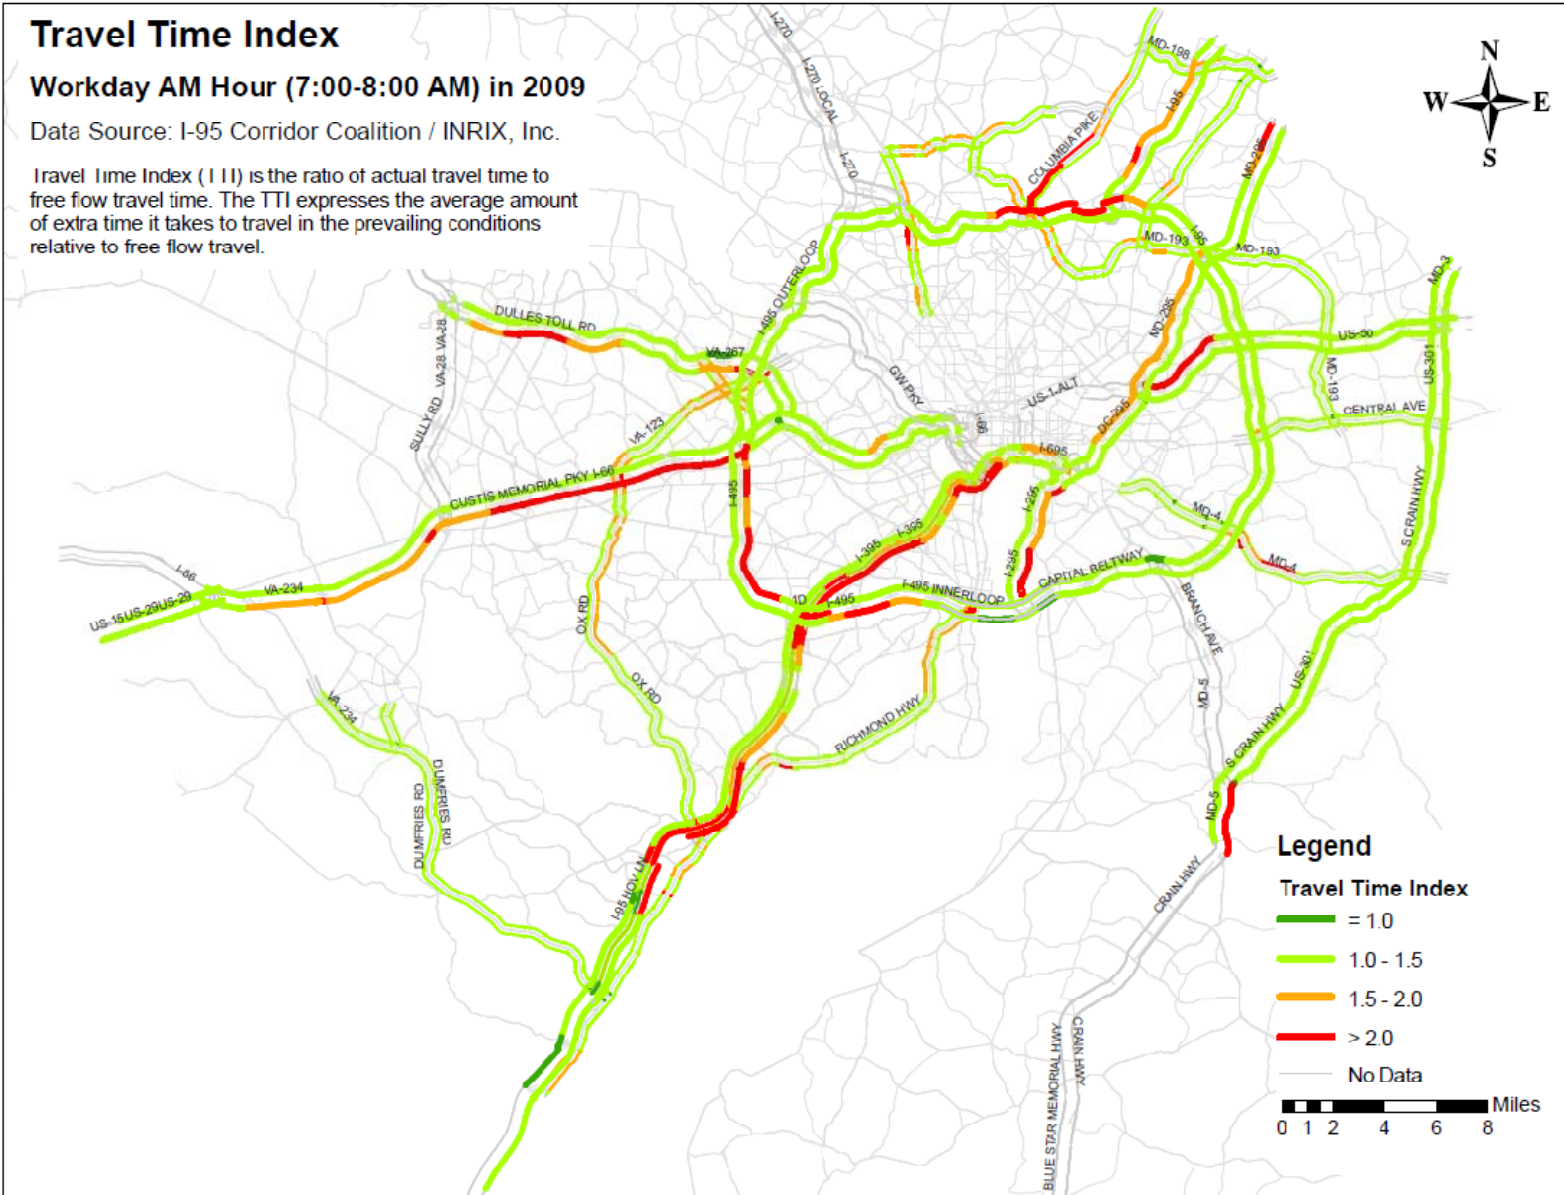 Travel Time Index
Workday AM Hour (7:00-8:00 AM) in 2009
Data Source: I-95 Corridor Coalition / INRIX, Inc.
Travel Time Index (TTI) is the ratio of actual travel time to
free flow travel time. The TTI expresses the average amount
of extra time it takes to travel in the prevailing conditions
relative to free flow travel.
N
W
E
S
I-270
I-270 LOCAL
I-270
MD-198
I-95
COLUMBIA PIKE
MD-295
I-495 OUTERLOOP
MD-193
I-95
MD-193
MD-3
DULLES TOLL RD
VA-267
MD-295
US-50
US-301
VA-28
VA-28
SULLY RD
GW PKY
US-1-ALT
MD-193
CENTRAL AVE
DC-295
I-66
VA-123
I-695
CUSTIS MEMORIAL PKY I-66
I-495
I-295
MD-4
S CRAIN HWY
I-395
I-395
I-295
MD-4
I-66
VA-234
US-15US-29US-29
I-495 INNERLOOP
CAPITAL BELTWAY
1D
I-495
BRANCH AVE
OX RD
OX RD
US-301
MD-5
VA-234
RICHMOND HWY
S CRAIN HWY
DUMFRIES RD
DUMFRIES RD
MD-5
I-95 HOV LN
CRAIN HWY
BLUE STAR MEMORIAL HWY
CRAIN HWY
Legend
Travel Time Index
= 1.0
1.0 - 1.5
1.5 - 2.0
> 2.0
No Data
Miles
0 1 2 4 6 8